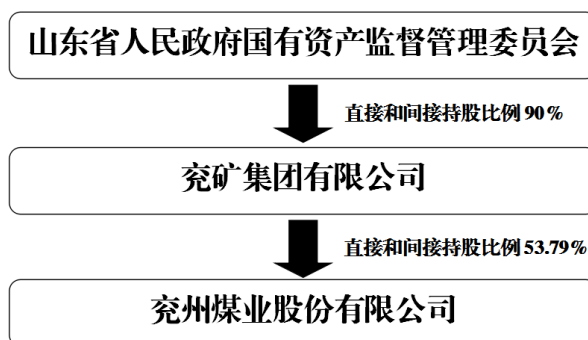 山东省人民政府国有资产监督管理委员会
直接和间接持股比例 90%
兖矿集团有限公司
直接和间接持股比例 53.79%
兖州煤业股份有限公司